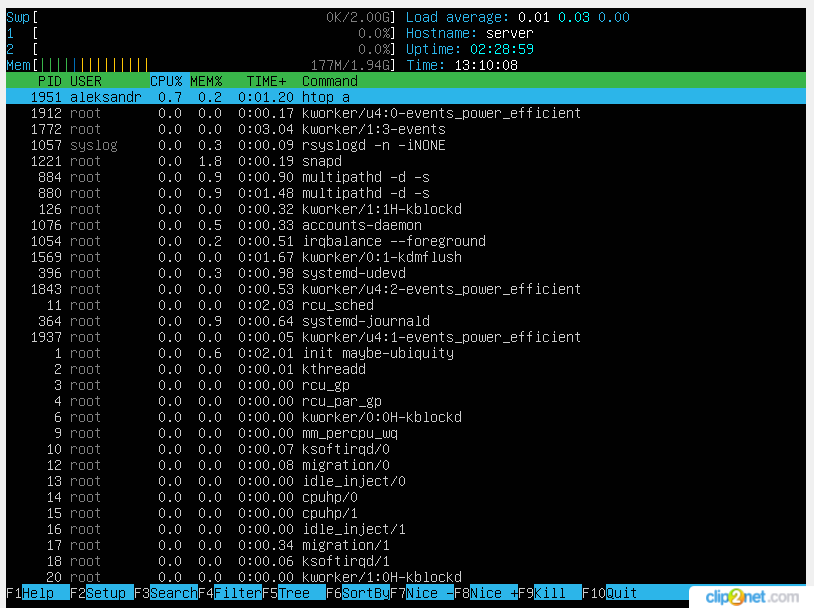 Swp[ 0K/2.00G] Load average: 0.01 0.03 0.00
1 [ 0.0%] Hostname: server
2 [ 0.0%] Uptime: 02:28:59
Mem[||||||||||||||| 177M/1.94G] Time: 13:10:08
PID USER CPU% MEM% TIME+ Command
1951 aleksandr 0.7 0.2 0:01.20 htop a
1912 root 0.0 0.0 0:00.17 kworker/u4:0-events_power_efficient
1772 root 0.0 0.0 0:03.04 kworker/1:3-events
1057 syslog 0.0 0.3 0:00.09 rsyslogd -n -iNONE
1221 root 0.0 1.8 0:00.19 snapd
884 root 0.0 0.9 0:00.90 multipathd -d -s
880 root 0.0 0.9 0:01.48 multipathd -d -s
126 root 0.0 0.0 0:00.32 kworker/1:1H-kblockd
1076 root 0.0 0.5 0:00.33 accounts-daemon
1054 root 0.0 0.2 0:00.51 irqbalance --foreground
1569 root 0.0 0.0 0:01.67 kworker/0:1-kdmflush
396 root 0.0 0.3 0:00.98 systemd-udevd
1843 root 0.0 0.0 0:00.53 kworker/u4:2-events_power_efficient
11 root 0.0 0.0 0:02.03 rcu_sched
364 root 0.0 0.9 0:00.64 systemd-journald
1937 root 0.0 0.0 0:00.05 kworker/u4:1-events_power_efficient
1 root 0.0 0.6 0:02.01 init maybe-ubiquity
2 root 0.0 0.0 0:00.01 kthreadd
3 root 0.0 0.0 0:00.00 rcu_gp
4 root 0.0 0.0 0:00.00 rcu_par_gp
6 root 0.0 0.0 0:00.00 kworker/0:0H-kblockd
9 root 0.0 0.0 0:00.00 mm_percpu_wq
10 root 0.0 0.0 0:00.07 ksoftirqd/0
12 root 0.0 0.0 0:00.08 migration/0
13 root 0.0 0.0 0:00.00 idle_inject/0
14 root 0.0 0.0 0:00.00 cpuhp/0
15 root 0.0 0.0 0:00.00 cpuhp/1
16 root 0.0 0.0 0:00.00 idle_inject/1
17 root 0.0 0.0 0:00.34 migration/1
18 root 0.0 0.0 0:00.06 ksoftirqd/1
20 root 0.0 0.0 0:00.00 kworker/1:0H-kblockd
F1Help F2Setup F3SearchF4FilterF5Tree F6SortByF7Nice -F8Nice +F9Kill F10Quit
clip2net.com